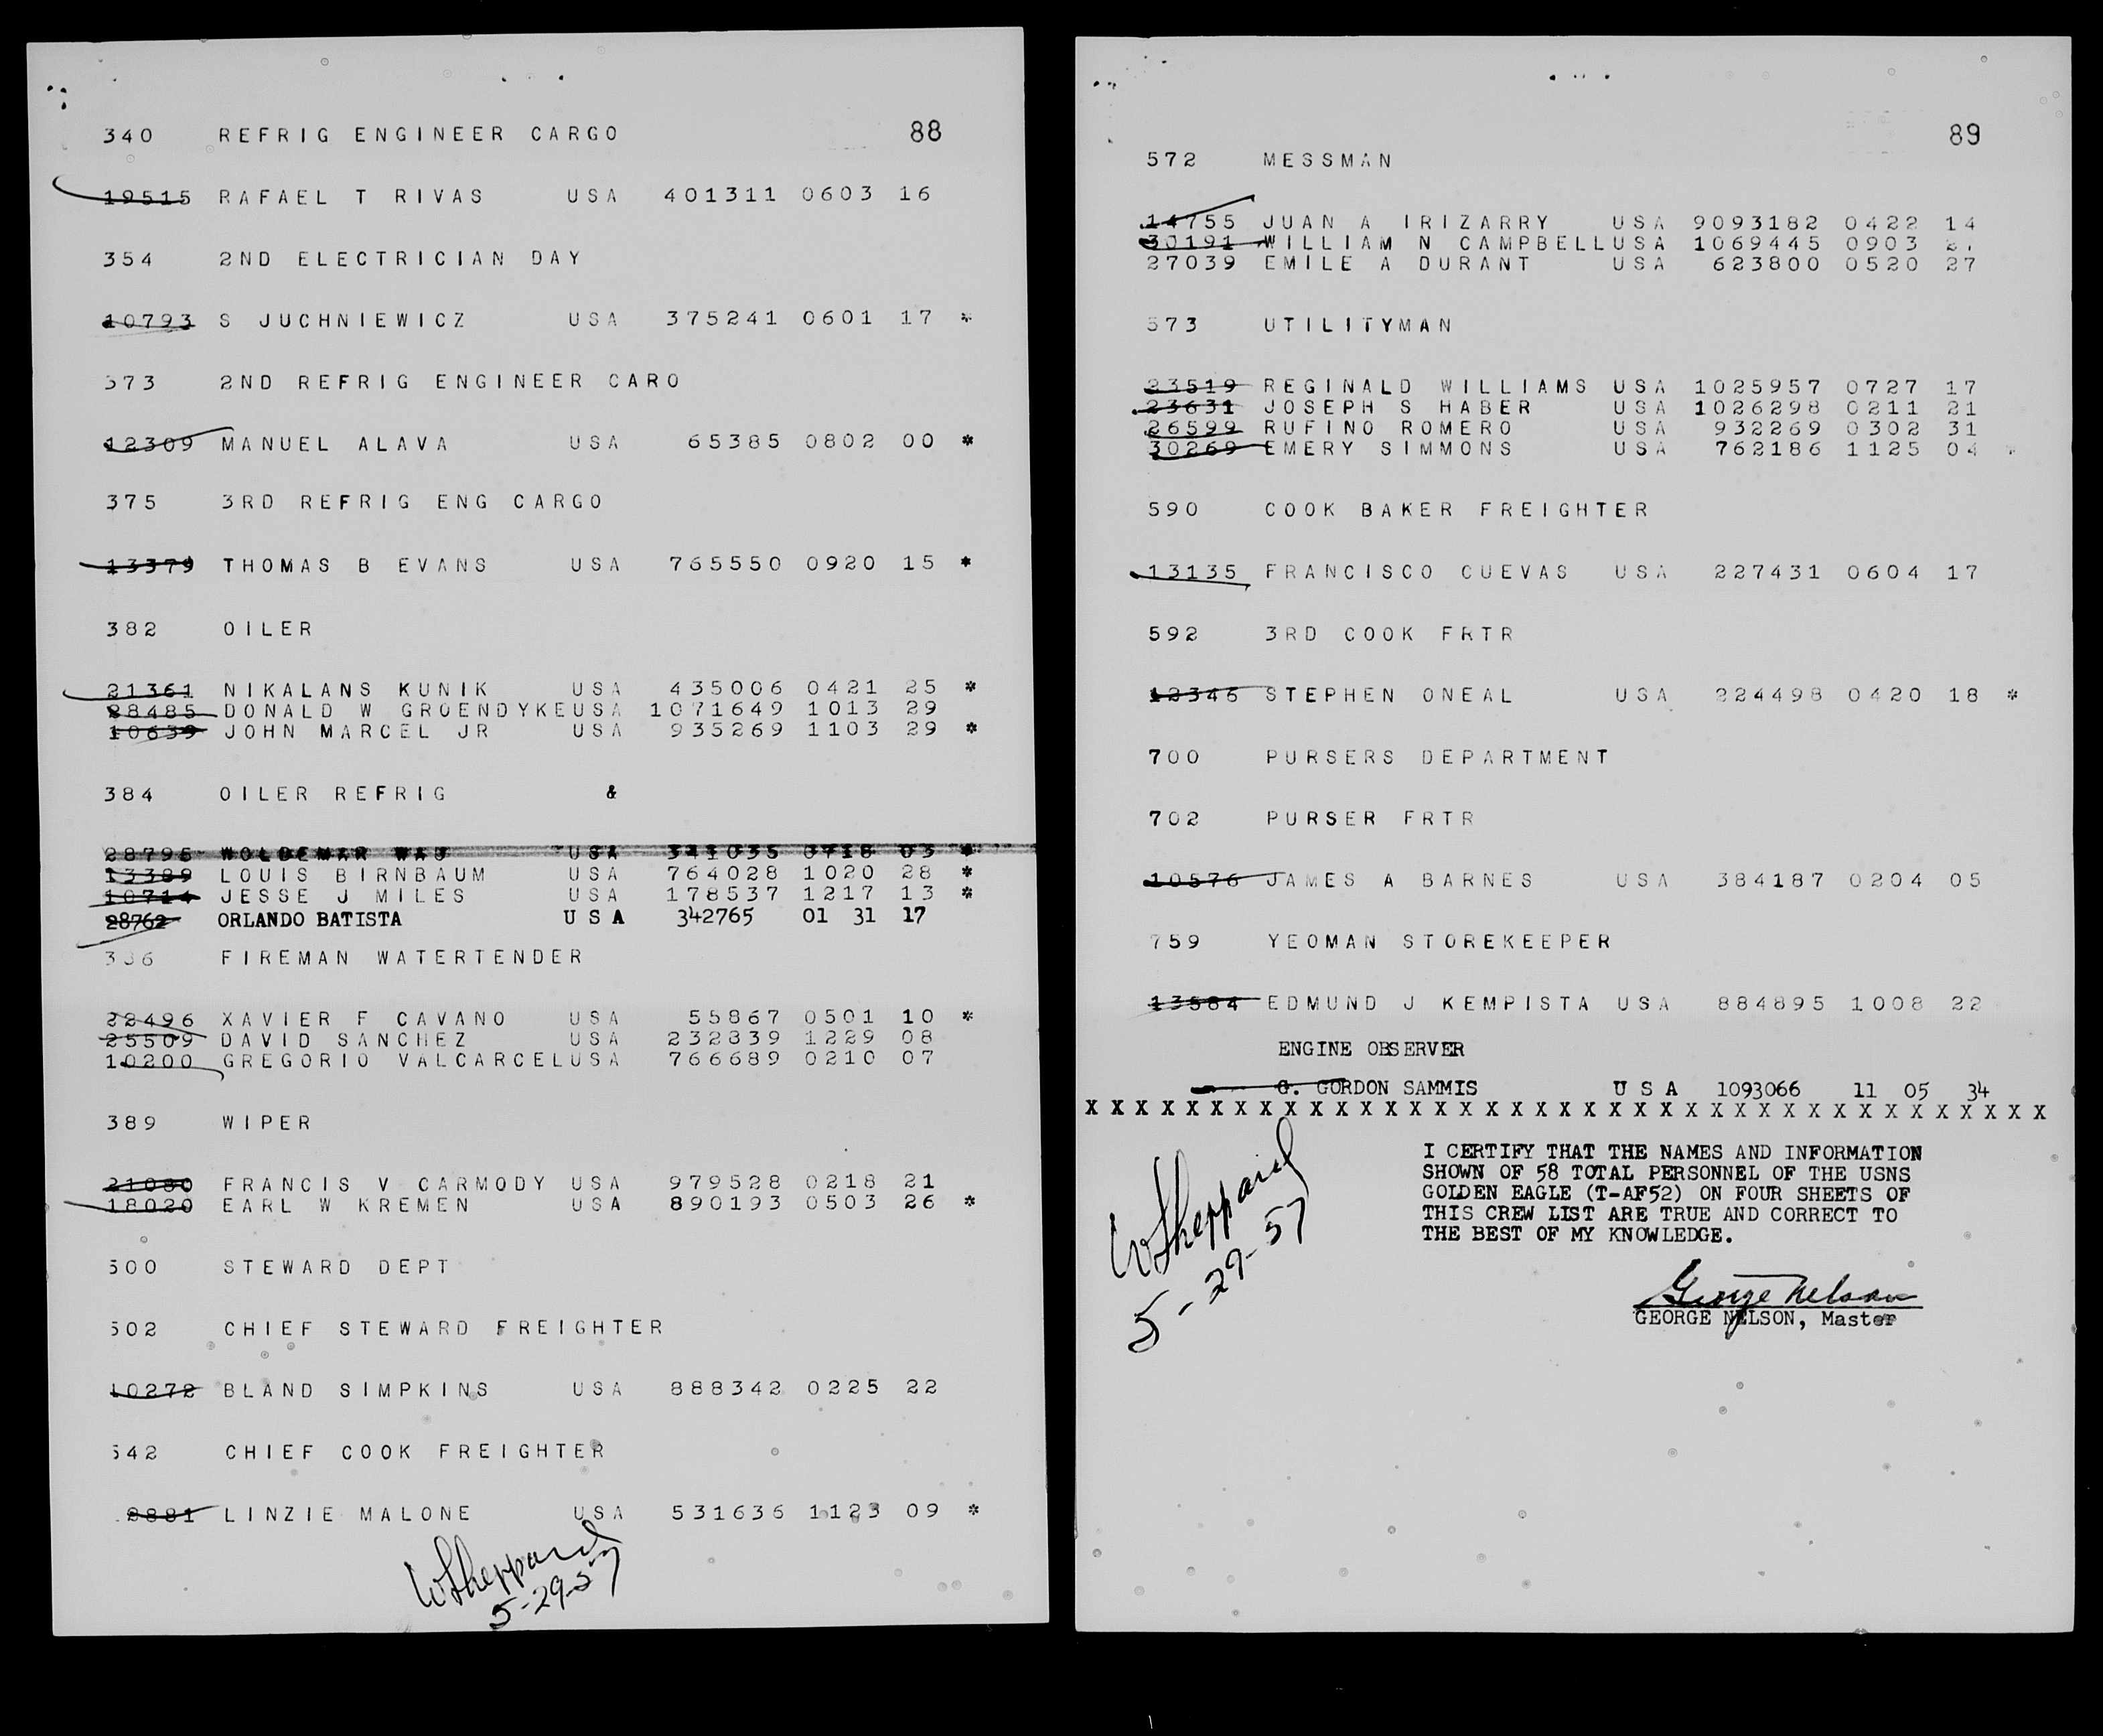 340 REFRIG ENGINEER CARGO 88
19515 RAFAEL T RIVAS USA 401311 0603 16
354 2ND ELECTRICIAN DAY
10793 S JUCHNIEWICZ USA 375241 0601 17 *
373 2ND REFRIG ENGINEER CARO
12309 MANUEL ALAVA USA 65385 0802 00 *
375 3RD REFRIG ENG CARGO
13379 THOMAS B EVANS USA 765550 0920 15 *
382 OILER
21361 NIKALANS KUNIK USA 435006 0421 25 *
28485 DONALD W GROENDYKEUSA 1071649 1013 29
10639 JOHN MARCEL JR USA 935269 1103 29 *
384 OILER REFRIG &
28795 WOLDEMAR WAU USA 341035 0718 03 *
13389 LOUIS BIRNBAUM USA 764028 1020 28 *
10714 JESSE J MILES USA 178537 1217 13 *
28762 ORLANDO BATISTA USA 342765 01 31 17
386 FIREMAN WATERTENDER
22496 XAVIER F CAVANO USA 55867 0501 10 *
25509 DAVID SANCHEZ USA 232839 1229 08
10200 GREGORIO VALCARCELUSA 766689 0210 07
389 WIPER
21080 FRANCIS V CARMODY USA 979528 0218 21
18020 EARL W KREMEN USA 890193 0503 26 *
500 STEWARD DEPT
502 CHIEF STEWARD FREIGHTER
10272 BLAND SIMPKINS USA 888342 0225 22
542 CHIEF COOK FREIGHTER
8881 LINZIE MALONE USA 531636 1123 09 *
W Sheppard
5-29-57
89
572 MESSMAN
14755 JUAN A IRIZARRY USA 9093182 0422 14
30191 WILLIAM N CAMPBELLUSA 1069445 0903
27039 EMILE A DURANT USA 623800 0520 27
573 UTILITYMAN
23519 REGINALD WILLIAMS USA 1025957 0727 17
23631 JOSEPH S HABER USA 1026298 0211 21
26599 RUFINO ROMERO USA 932269 0302 31
30269 EMERY SIMMONS USA 762186 1125 04 *
590 COOK BAKER FREIGHTER
13135 FRANCISCO CUEVAS USA 227431 0604 17
592 3RD COOK FRTR
12346 STEPHEN ONEAL USA 224498 0420 18 *
700 PURSERS DEPARTMENT
702 PURSER FRTR
10576 JAMES A BARNES USA 384187 0204 05
759 YEOMAN STOREKEEPER
13584 EDMUND J KEMPISTA USA 884895 1008 22
ENGINE OBSERVER
G. GORDON SAMMIS U S A 1093066 11 05 34
X X X X X X X X X X X X X X X X X X X X X X X X X X X X X X X X X X X X X X X
I CERTIFY THAT THE NAMES AND INFORMATION
SHOWN OF 58 TOTAL PERSONNEL OF THE USNS
GOLDEN EAGLE (T-AF52) ON FOUR SHEETS OF
THIS CREW LIST ARE TRUE AND CORRECT TO
THE BEST OF MY KNOWLEDGE.
W Sheppard
5-29-57
George Nelson
GEORGE NELSON, Master